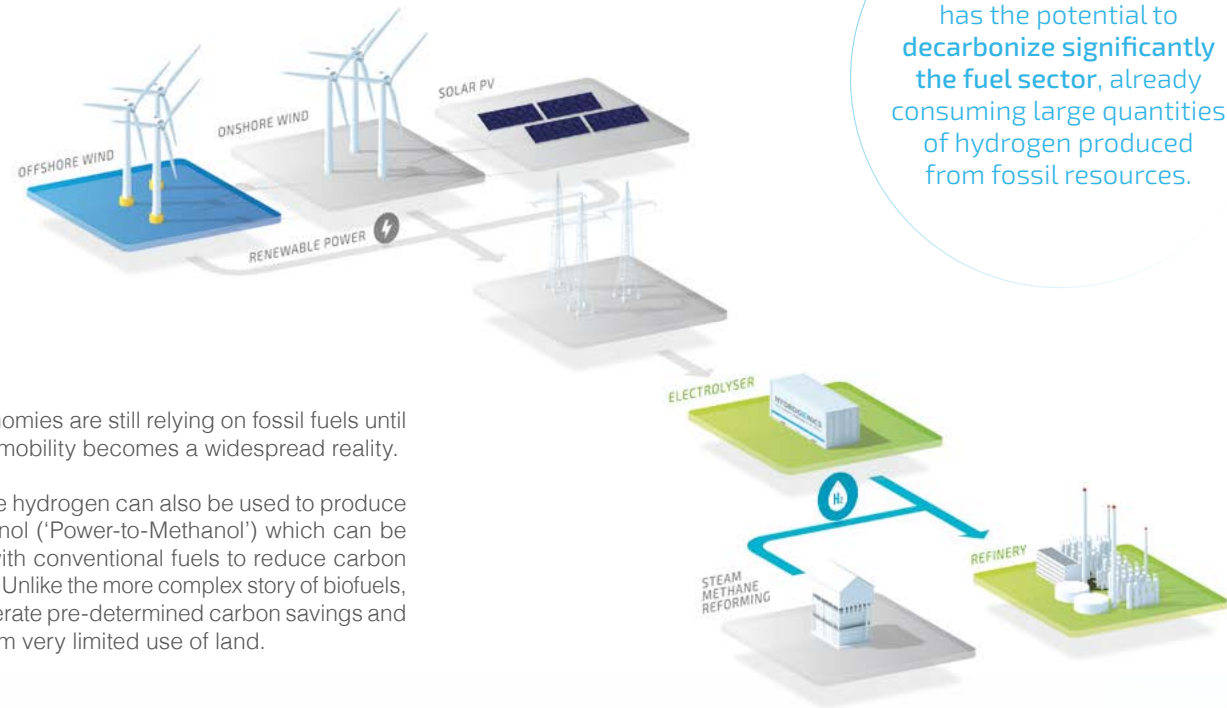 has the potential to
decarbonize significantly
the fuel sector, already
consuming large quantities
of hydrogen produced
from fossil resources.
SOLAR PV
ONSHORE WIND
OFFSHORE WIND
RENEWABLE POWER
ELECTROLYSER
HYDROGENICS
H₂
REFINERY
STEAM
METHANE
REFORMING
nomies are still relying on fossil fuels until
mobility becomes a widespread reality.
e hydrogen can also be used to produce
nol (‘Power-to-Methanol’) which can be
with conventional fuels to reduce carbon
Unlike the more complex story of biofuels,
erate pre-determined carbon savings and
m very limited use of land.